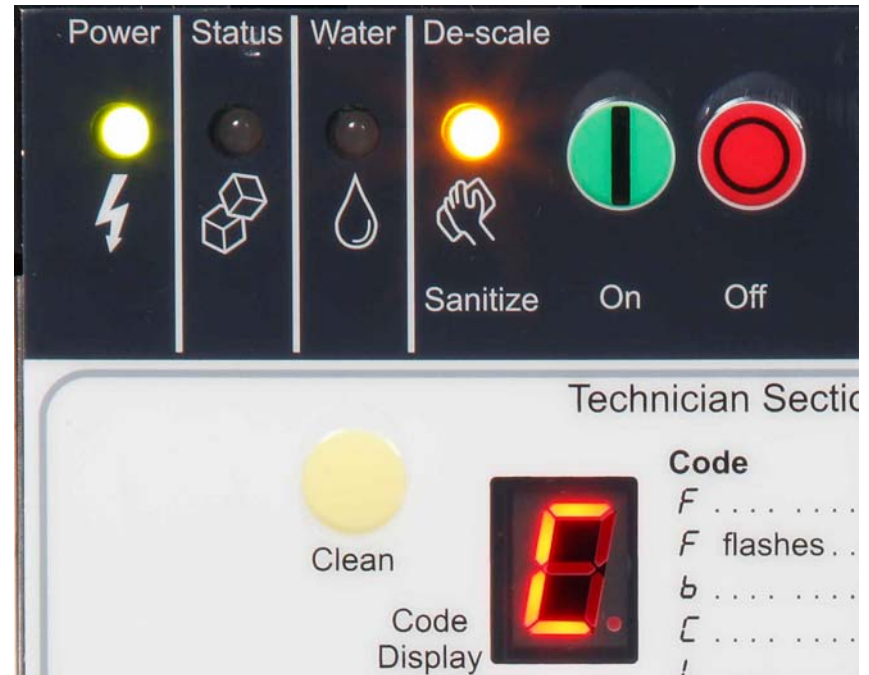 Power Status Water De-scale
Sanitize On Off
Technician Sectio
Clean
Code
Display
C
Code
F . . . . . . . .
F flashes . .
b . . . . . . . .
C . . . . . . . .